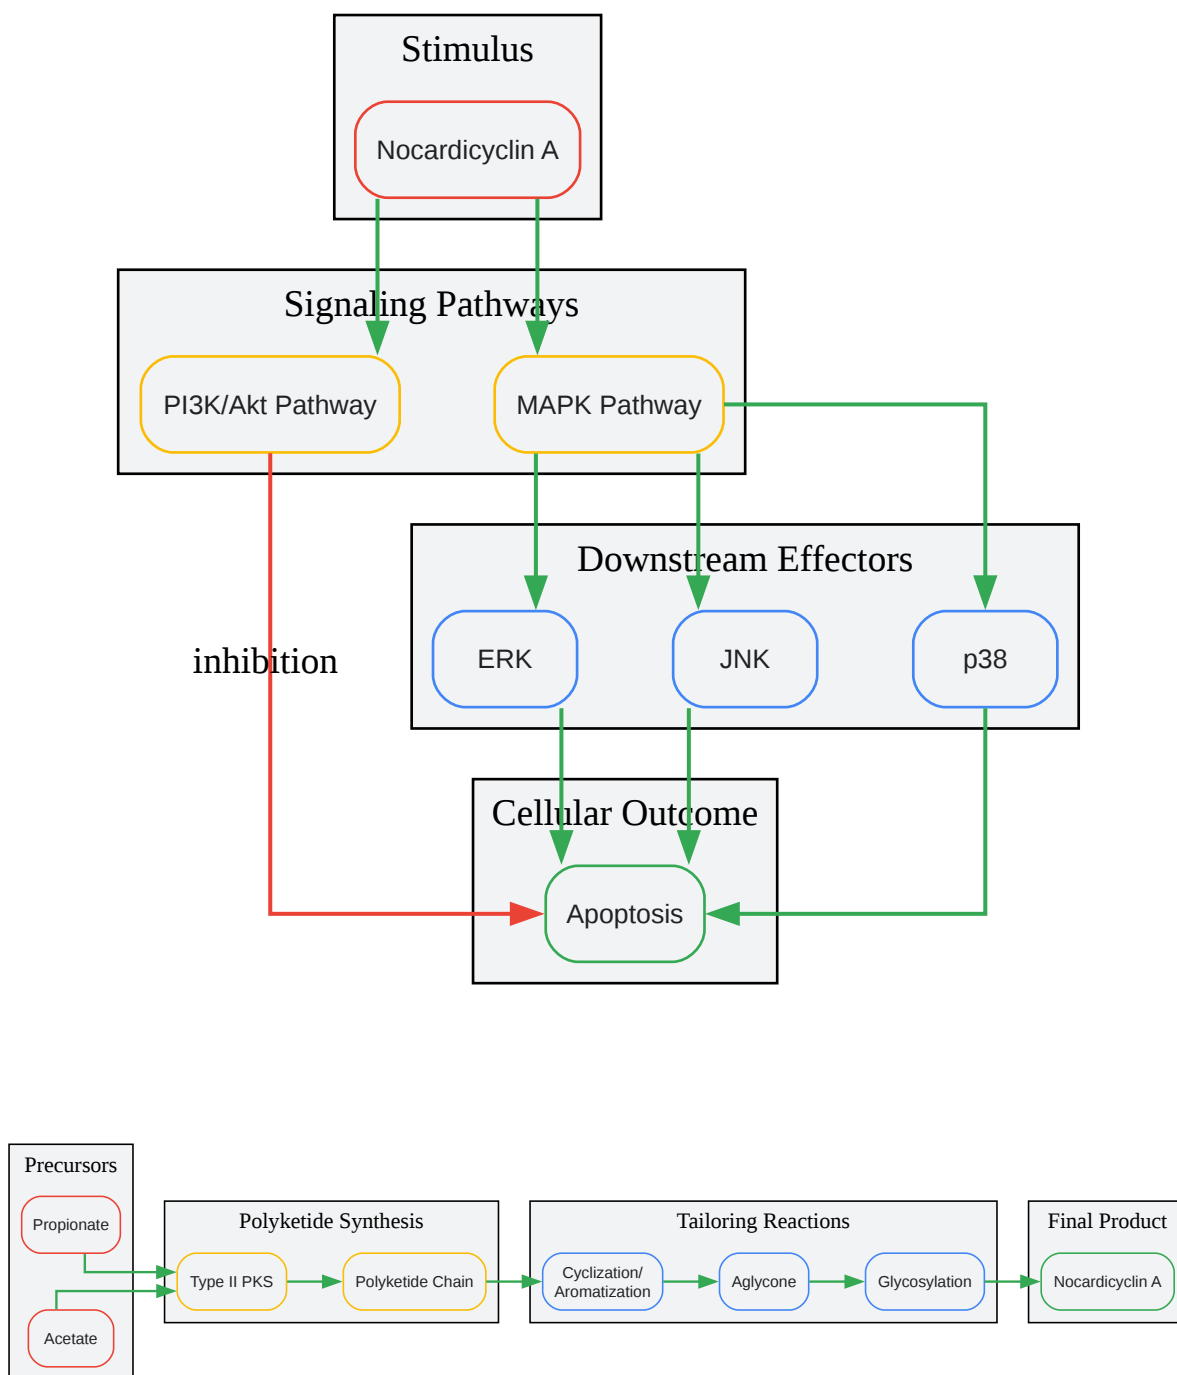 Stimulus
Nocardicyclin A
Signaling Pathways
PI3K/Akt Pathway
MAPK Pathway
Downstream Effectors
ERK
JNK
p38
inhibition
Cellular Outcome
Apoptosis
Precursors
Propionate
Acetate
Polyketide Synthesis
Type II PKS
Polyketide Chain
Tailoring Reactions
Cyclization/
Aromatization
Aglycone
Glycosylation
Final Product
Nocardicyclin A